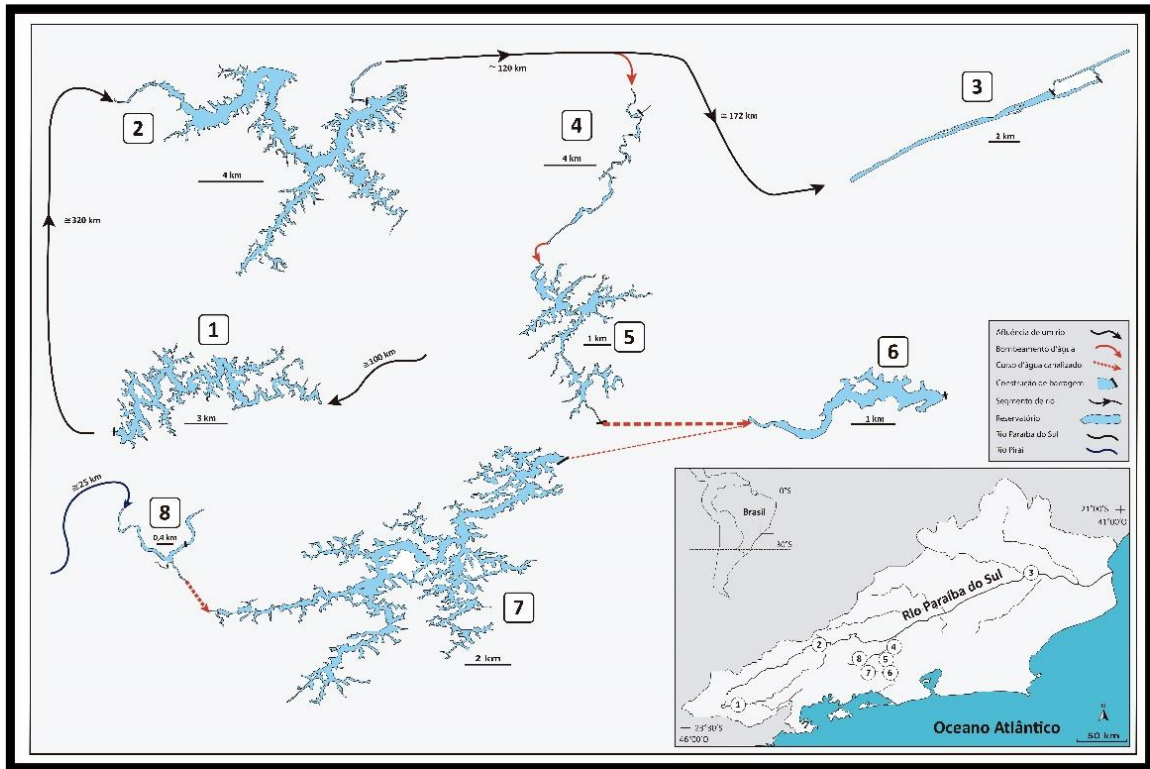 ≅ 120 km
3
2
4
2 km
4 km
4 km
≅ 172 km
≅320 km
1
5
6
1 km
≅100 km
3 km
1 km
Afluência de um rio
Bombeamento d'água
Curso d'água canalizado
Construção de barragem
Segmento de rio
Reservatório
Rio Paraíba do Sul
Rio Piraí
≅25 km
8
0,4 km
7
2 km
0°S
Brasil
30°S
21°00'S
41°00'O
Rio Paraíba do Sul
3
2
4
8
5
7
6
1
23°30'S
46°00'O
Oceano Atlântico
N
50 km